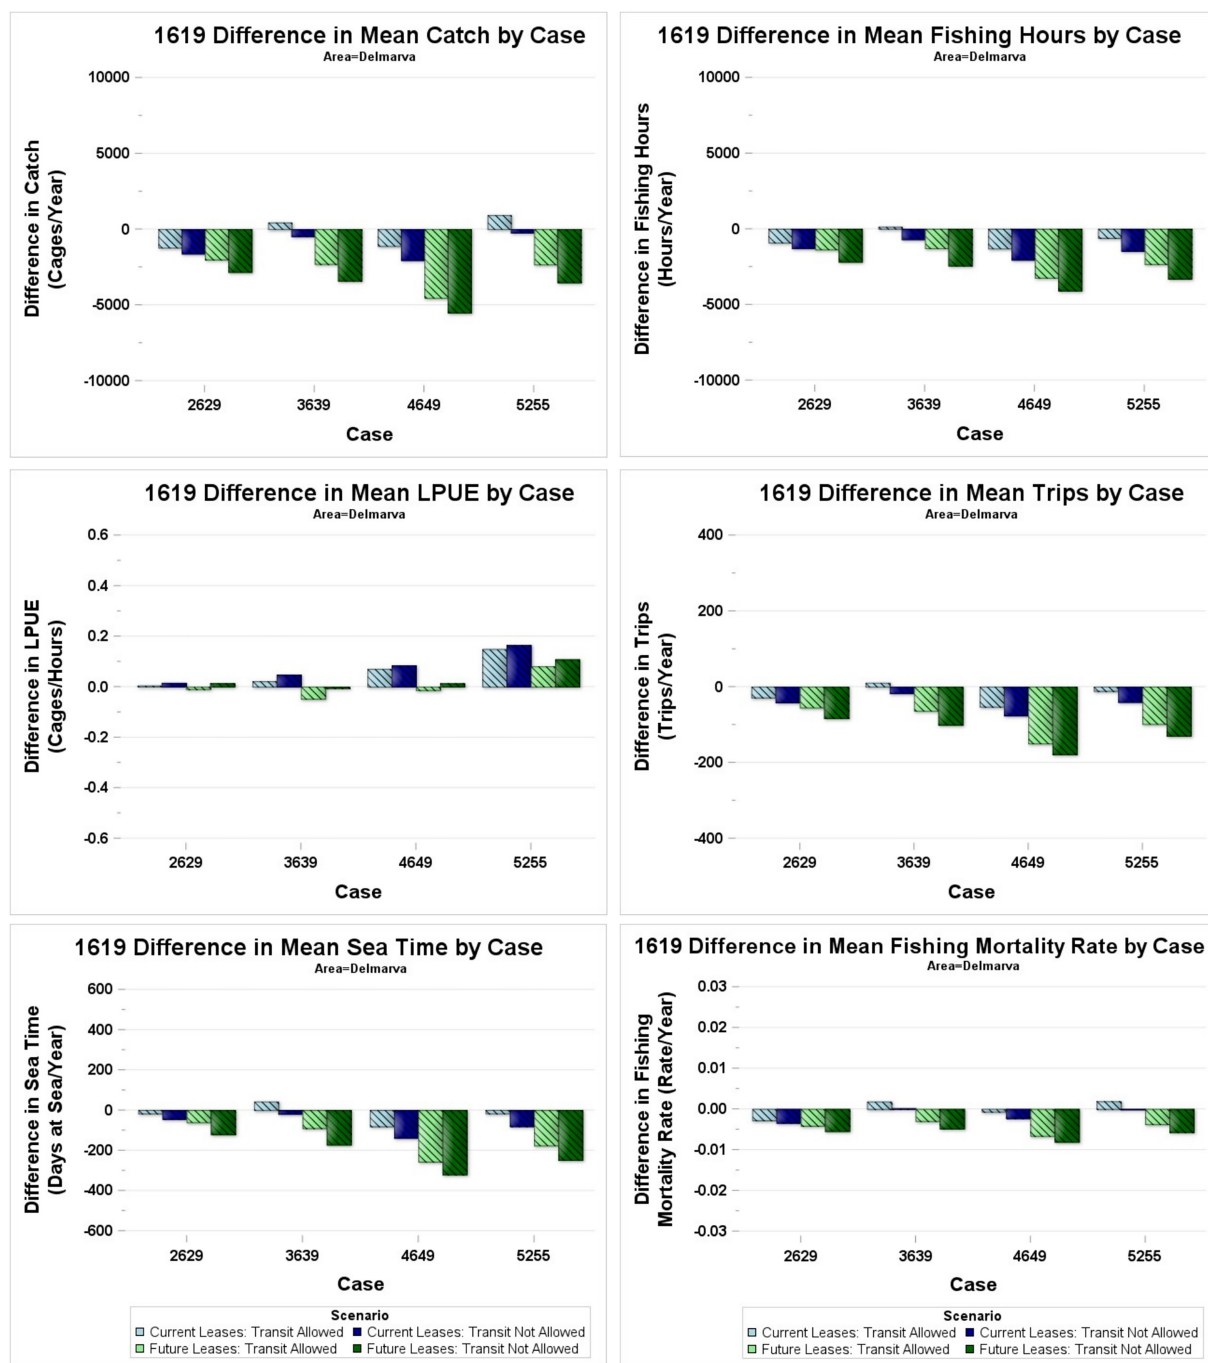 1619 Difference in Mean Catch by Case
Area=Delmarva
Difference in Catch
(Cages/Year)
10000
5000
0
-5000
-10000
2629 3639 4649 5255
Case
1619 Difference in Mean Fishing Hours by Case
Area=Delmarva
Difference in Fishing Hours
(Hours/Year)
10000
5000
0
-5000
-10000
2629 3639 4649 5255
Case
1619 Difference in Mean LPUE by Case
Area=Delmarva
Difference in LPUE
(Cages/Hours)
0.6
0.4
0.2
0.0
-0.2
-0.4
-0.6
2629 3639 4649 5255
Case
1619 Difference in Mean Trips by Case
Area=Delmarva
Difference in Trips
(Trips/Year)
400
200
0
-200
-400
2629 3639 4649 5255
Case
1619 Difference in Mean Sea Time by Case
Area=Delmarva
Difference in Sea Time
(Days at Sea/Year)
600
400
200
0
-200
-400
-600
2629 3639 4649 5255
Case
Scenario
Current Leases: Transit Allowed Current Leases: Transit Not Allowed
Future Leases: Transit Allowed Future Leases: Transit Not Allowed
1619 Difference in Mean Fishing Mortality Rate by Case
Area=Delmarva
Difference in Fishing
Mortality Rate (Rate/Year)
0.03
0.02
0.01
0.00
-0.01
-0.02
-0.03
2629 3639 4649 5255
Case
Scenario
Current Leases: Transit Allowed Current Leases: Transit Not Allowed
Future Leases: Transit Allowed Future Leases: Transit Not Allowed